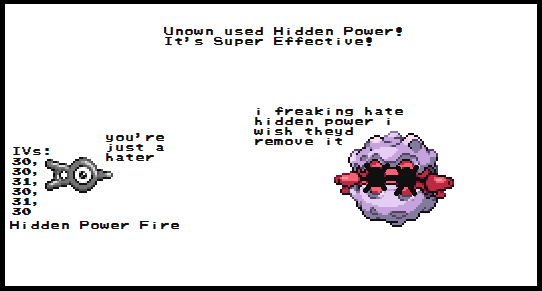 Unown used Hidden Power!
It's Super Effective!
i freaking hate
hidden power i
wish theyd
remove it
you're
just a
hater
IVs:
30,
30,
31,
30,
31,
30
Hidden Power Fire